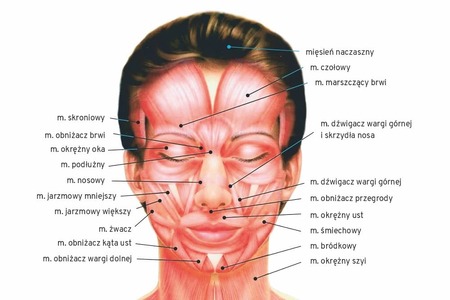 mięsień naczaszny
m. czołowy
m. marszczący brwi
m. skroniowy
m. obniżacz brwi
m. okrężny oka
m. podłużny
m. nosowy
m. jarzmowy mniejszy
m. jarzmowy większy
m. żwacz
m. obniżacz kąta ust
m. obniżacz wargi dolnej
m. dźwigacz wargi górnej
i skrzydła nosa
m. dźwigacz wargi górnej
m. obniżacz przegrody
m. okrężny ust
m. śmiechowy
m. bródkowy
m. okrężny szyi